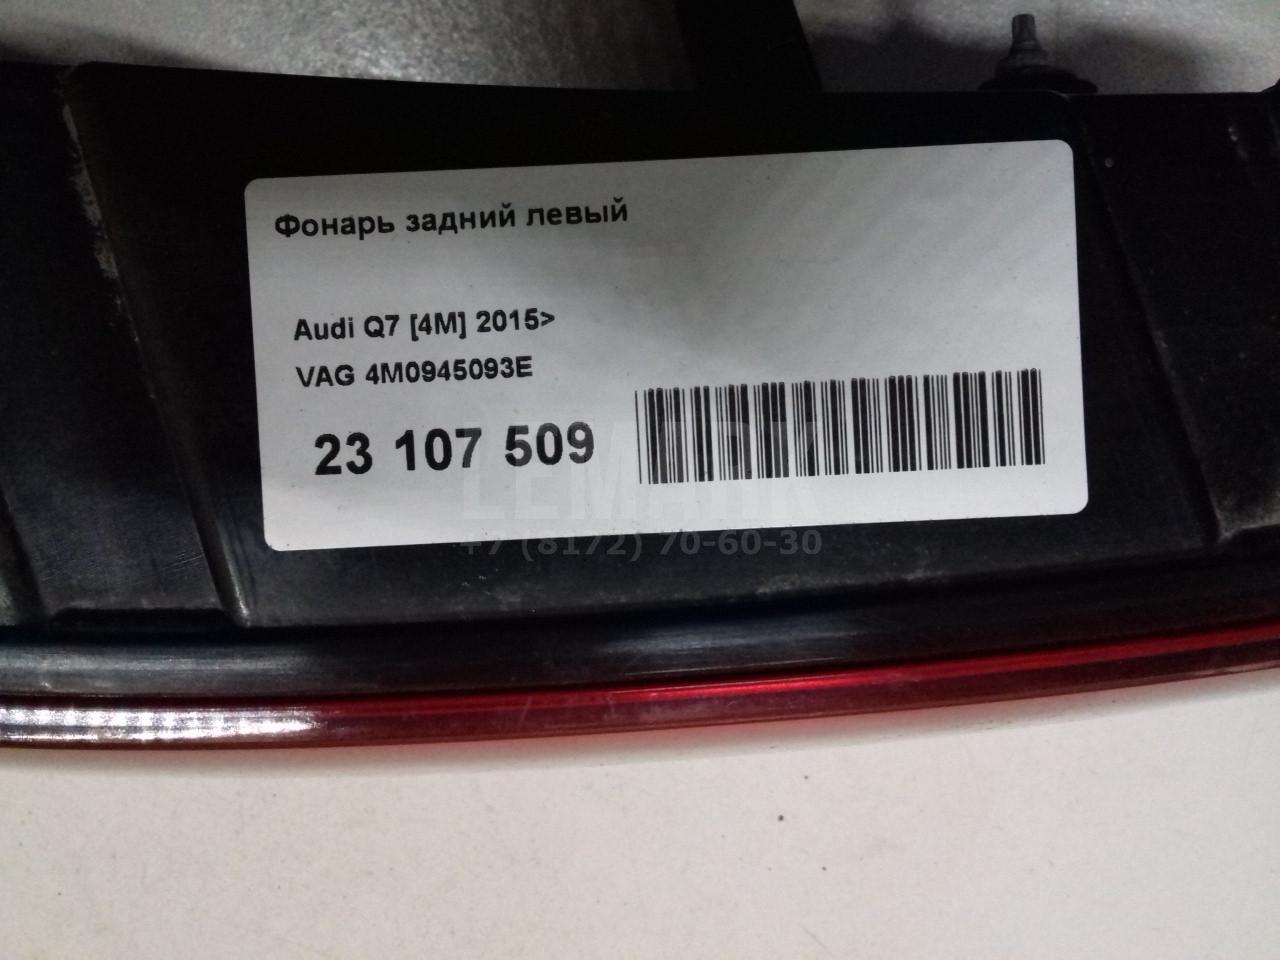 Фонарь задний левый
Audi Q7 [4M] 2015>
VAG 4M0945093E
23 107 509
LEMARK
+7 (8172) 70-60-30